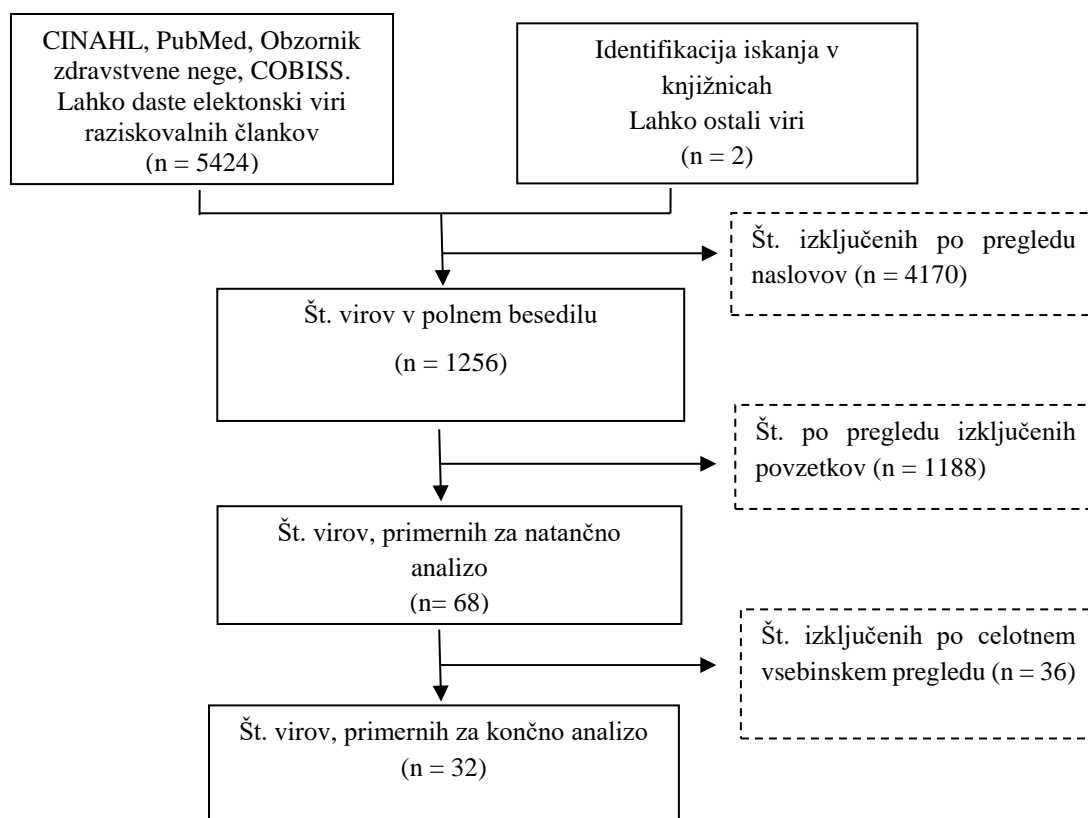 CINAHL, PubMed, Obzornik
zdravstvene nege, COBISS.
Lahko daste elektonski viri
raziskovalnih člankov
(n = 5424)
Identifikacija iskanja v
knjižnicah
Lahko ostali viri
(n = 2)
Št. izključenih po pregledu
naslovov (n = 4170)
Št. virov v polnem besedilu
(n = 1256)
Št. po pregledu izključenih
povzetkov (n = 1188)
Št. virov, primernih za natančno
analizo
(n= 68)
Št. izključenih po celotnem
vsebinskem pregledu (n = 36)
Št. virov, primernih za končno analizo
(n = 32)